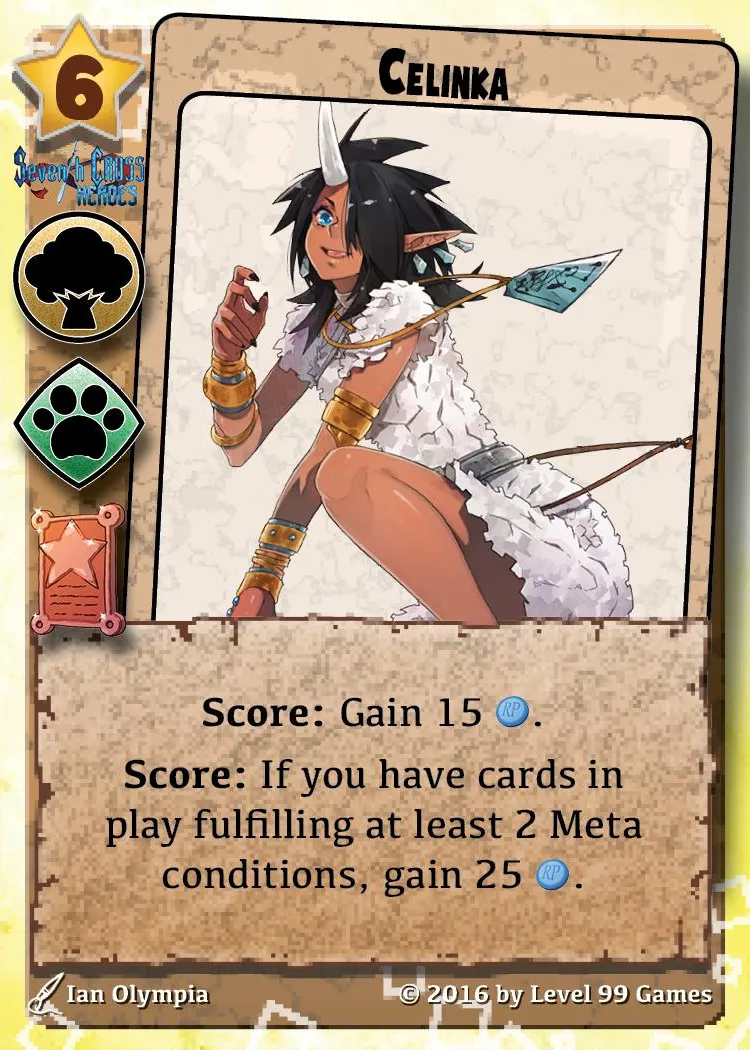 6
CELINKA
Seventh CROSS
HEROES
Score: Gain 15 RP.
Score: If you have cards in
play fulfilling at least 2 Meta
conditions, gain 25 RP.
Ian Olympia
© 2016 by Level 99 Games